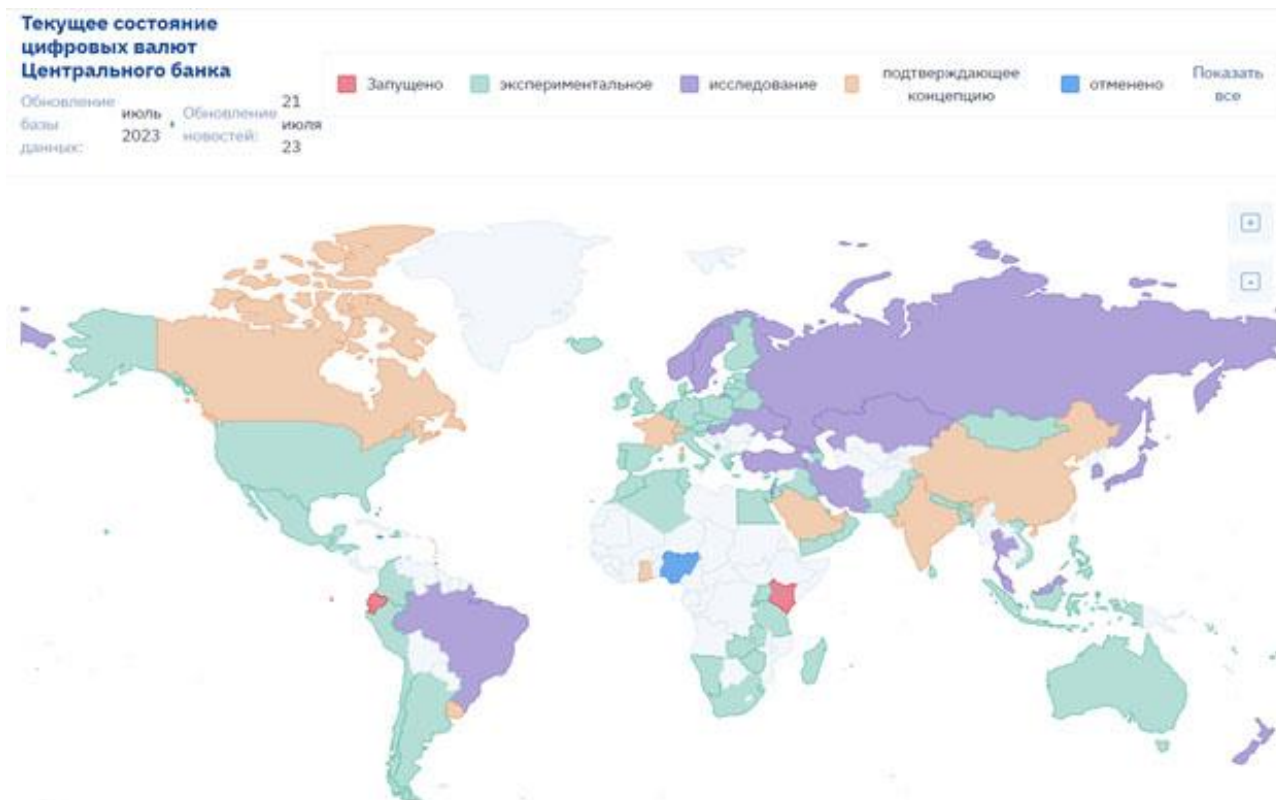 Текущее состояние
цифровых валют
Центрального банка
Обновление базы данных:
июль 2023
Обновление новостей:
21 июля 23
Запущено
экспериментальное
исследование
подтверждающее
концепцию
отменено
Показать
все